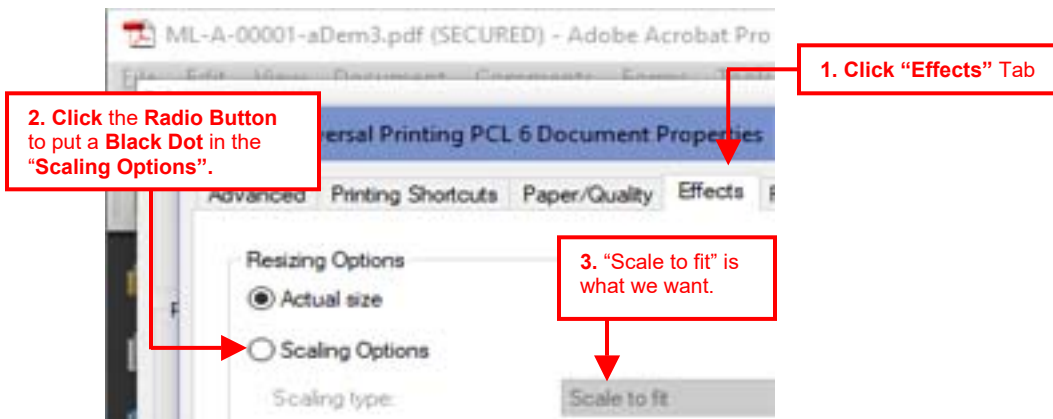 ML-A-00001-aDem3.pdf (SECURED) - Adobe Acrobat Pro
1. Click “Effects” Tab
2. Click the Radio Button
to put a Black Dot in the
“Scaling Options”.
ersal Printing PCL 6 Document Properties
Advanced Printing Shortcuts Paper/Quality Effects
Resizing Options
3. “Scale to fit” is
what we want.
Actual size
Scaling Options
Scaling type: Scale to fit